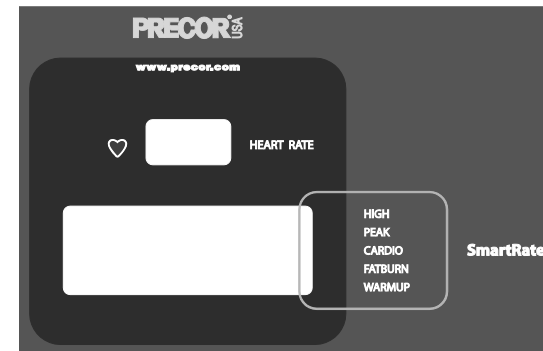 PRECOR USA
www.precor.com
HEART RATE
HIGH
PEAK
CARDIO
FATBURN
WARMUP
SmartRate